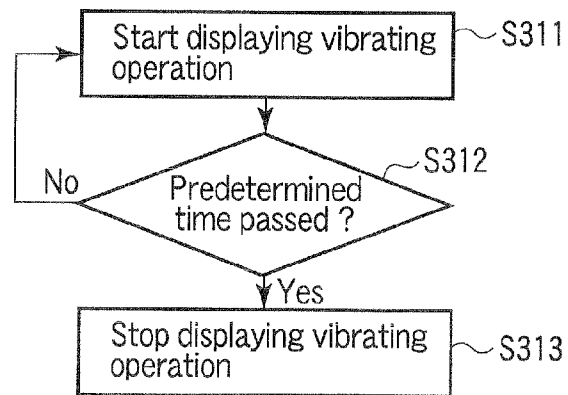 Start displaying vibrating
operation
S311
S312
No
Predetermined
time passed ?
Yes
Stop displaying vibrating
operation
S313